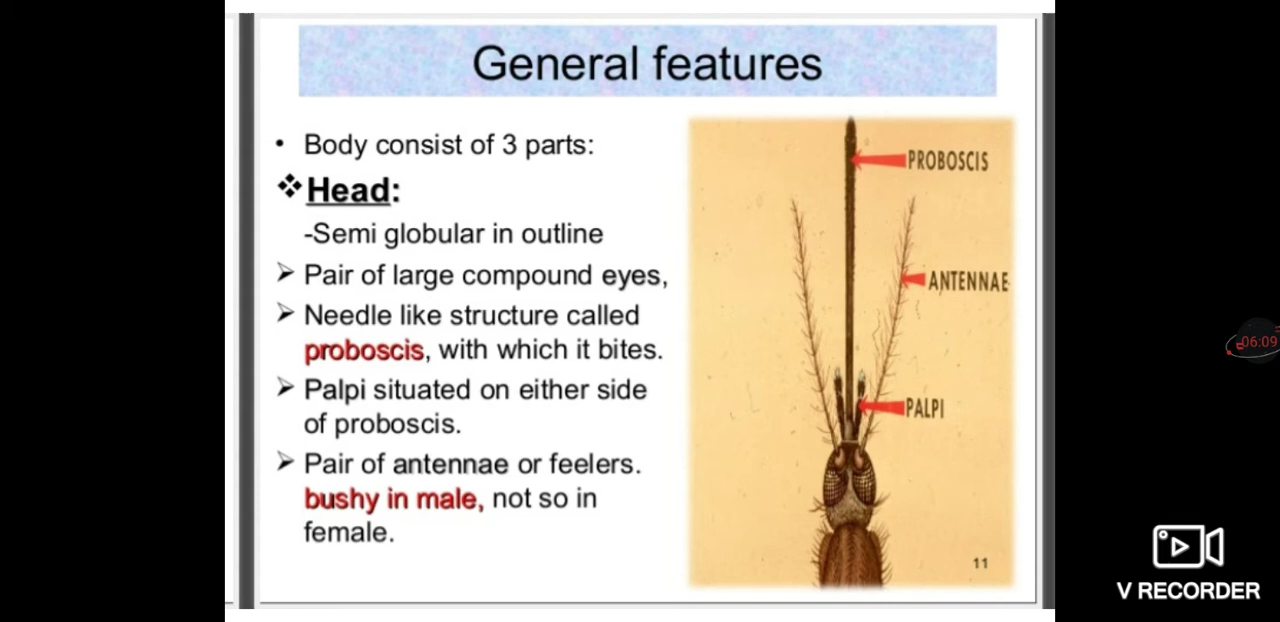 General features
• Body consist of 3 parts:
❖Head:
-Semi globular in outline
➢ Pair of large compound eyes,
➢ Needle like structure called
proboscis, with which it bites.
➢ Palpi situated on either side
of proboscis.
➢ Pair of antennae or feelers.
bushy in male, not so in
female.
PROBOSCIS
ANTENNAE
PALPI
11
06:09
V RECORDER